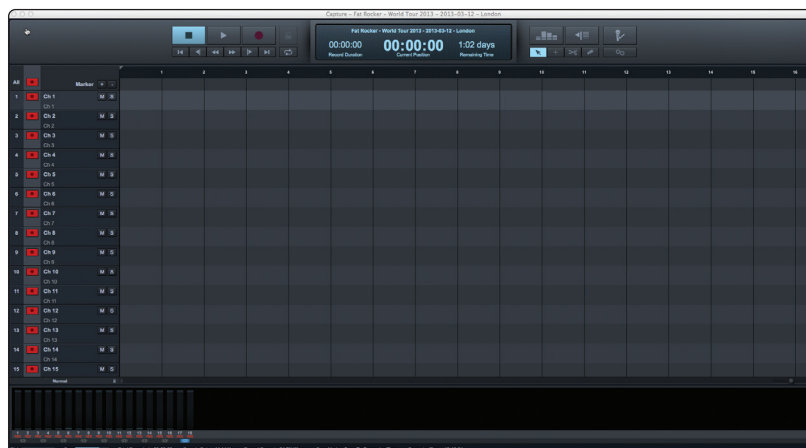 Capture - Fat Rocker - World Tour 2013 - 2013-03-12 - London
Fat Rocker - World Tour 2013 - 2013-03-12 - London
00:00:00 00:00:00 1:02 days
Record Duration Current Position Remaining Time
1 2 3 4 5 6 7 8 9 10 11 12 13 14 15 16
All Marker + -
1 Ch 1 M S
Ch 1
2 Ch 2 M S
Ch 2
3 Ch 3 M S
Ch 3
4 Ch 4 M S
Ch 4
5 Ch 5 M S
Ch 5
6 Ch 6 M S
Ch 6
7 Ch 7 M S
Ch 7
8 Ch 8 M S
Ch 8
9 Ch 9 M S
Ch 9
10 Ch 10 M S
Ch 10
11 Ch 11 M S
Ch 11
12 Ch 12 M S
Ch 12
13 Ch 13 M S
Ch 13
14 Ch 14 M S
Ch 14
15 Ch 15 M S
Normal
1 2 3 4 5 6 7 8 9 10 11 12 13 14 15 16 17 18